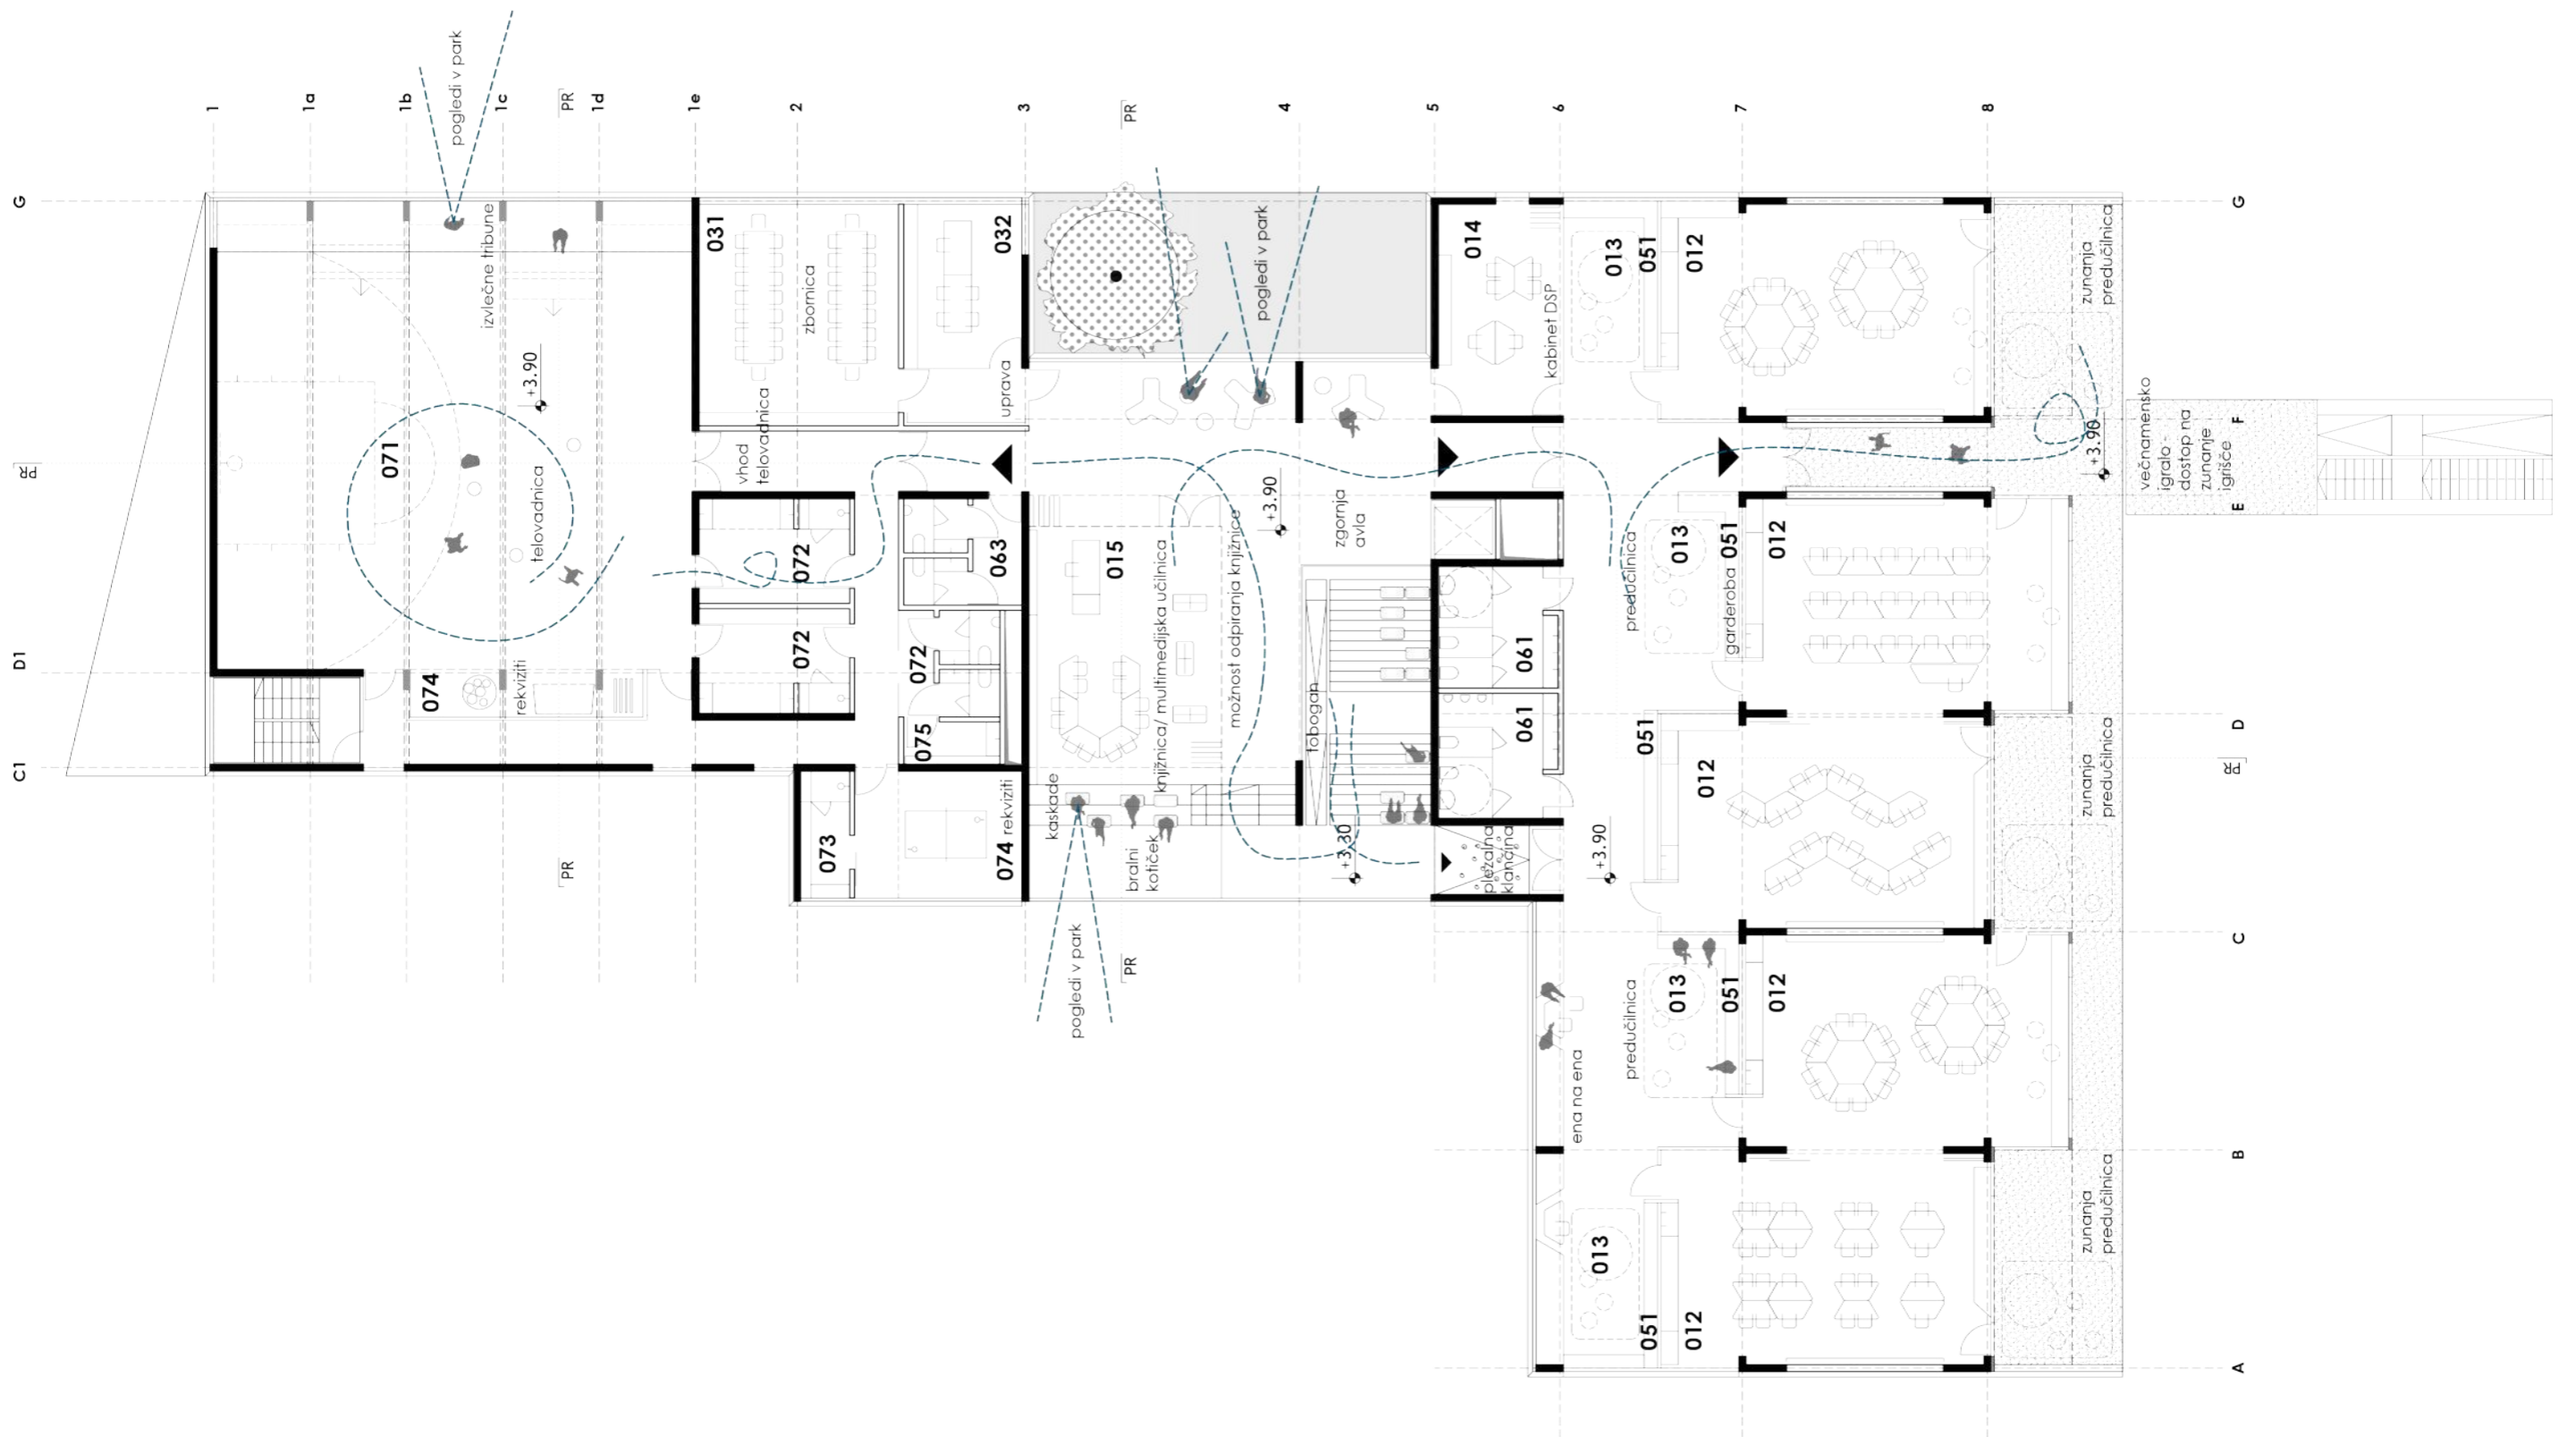 pogledi v park
1
1a
1b
1c
PR
1d
1e
2
3
PR
4
5
6
7
8
G
G
izvlečne tribune
031
zbornica
032
pogledi v park
014
kabinet DSP
013
051
012
zunanja
predučilnica
+3.90
071
telovadnica
vhod
telovadnica
uprava
PR
F
E
+3.90
večnamensko
igralo -
dostop na
zunanje
igrišče
+3.90
zgornja
avla
072
072
072
063
075
015
knjižnica/ multimedijska učilnica
možnost odpiranja knjižnice
tobogan
061
061
predučilnica
013
garderoba
051
012
D1
074
rekviziti
C1
D
PR
051
012
zunanja
predučilnica
073
074
rekviziti
kaskade
bralni
kotiček
+3.30
plezalna
klančina
+3.90
PR
PR
pogledi v park
C
ena na ena
predučilnica
013
051
012
B
013
051
012
zunanja
predučilnica
A